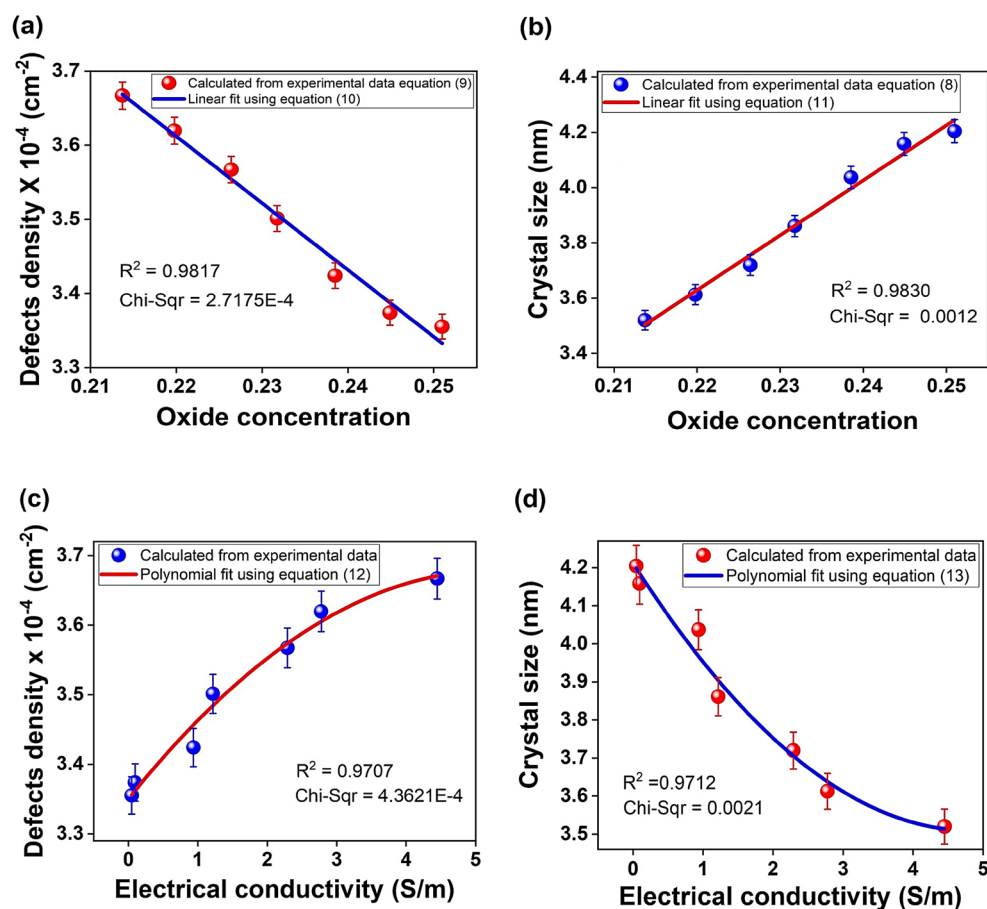 (a)
Defects density X 10⁻⁴ (cm⁻²)
3.7
3.6
3.5
3.4
3.3
Calculated from experimental data equation (9)
Linear fit using equation (10)
R² = 0.9817
Chi-Sqr = 2.7175E-4
0.21 0.22 0.23 0.24 0.25
Oxide concentration
(b)
Crystal size (nm)
4.4
4.2
4.0
3.8
3.6
3.4
Calculated from experimental data equation (8)
Linear fit using equation (11)
R² = 0.9830
Chi-Sqr = 0.0012
0.21 0.22 0.23 0.24 0.25
Oxide concentration
(c)
Defects density x 10⁻⁴ (cm⁻²)
3.7
3.6
3.5
3.4
3.3
Calculated from experimental data
Polynomial fit using equation (12)
R² = 0.9707
Chi-Sqr = 4.3621E-4
0 1 2 3 4 5
Electrical conductivity (S/m)
(d)
Crystal size (nm)
4.2
4.1
4.0
3.9
3.8
3.7
3.6
3.5
Calculated from experimental data
Polynomial fit using equation (13)
R² =0.9712
Chi-Sqr = 0.0021
0 1 2 3 4 5
Electrical conductivity (S/m)